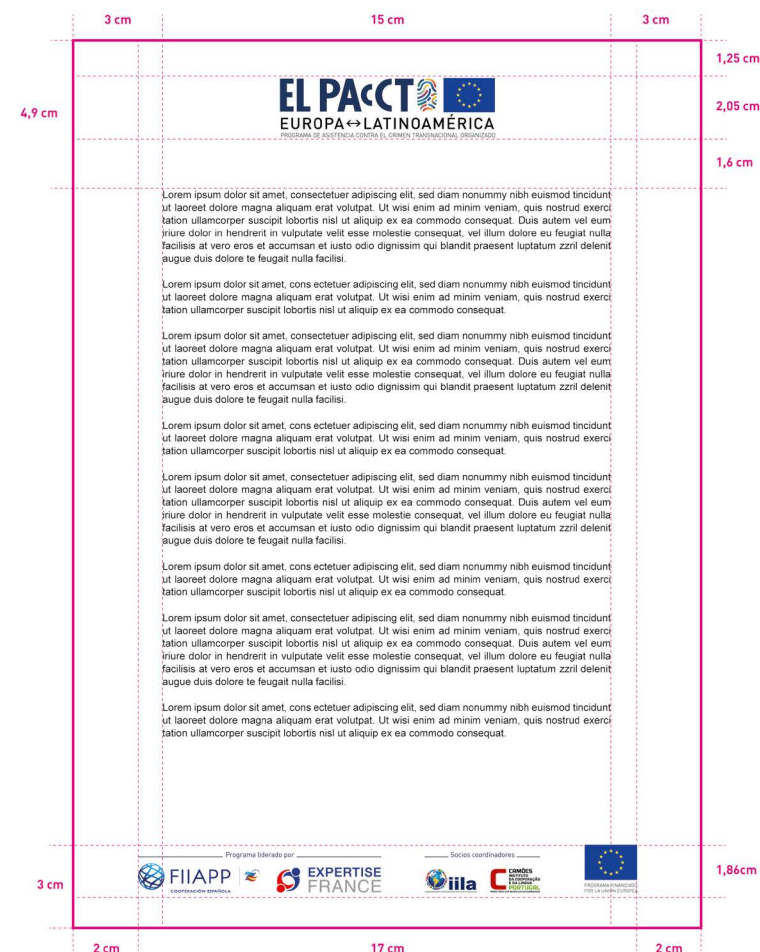 3 cm 15 cm 3 cm
1,25 cm
4,9 cm
2,05 cm
1,6 cm
EL PAcCTO
EUROPA↔LATINOAMÉRICA
PROGRAMA DE ASISTENCIA CONTRA EL CRIMEN TRANSNACIONAL ORGANIZADO
Lorem ipsum dolor sit amet, consectetuer adipiscing elit, sed diam nonummy nibh euismod tincidunt
ut laoreet dolore magna aliquam erat volutpat. Ut wisi enim ad minim veniam, quis nostrud exerci
tation ullamcorper suscipit lobortis nisl ut aliquip ex ea commodo consequat. Duis autem vel eum
iriure dolor in hendrerit in vulputate velit esse molestie consequat, vel illum dolore eu feugiat nulla
facilisis at vero eros et accumsan et iusto odio dignissim qui blandit praesent luptatum zzril delenit
augue duis dolore te feugait nulla facilisi.
Lorem ipsum dolor sit amet, cons ectetuer adipiscing elit, sed diam nonummy nibh euismod tincidunt
ut laoreet dolore magna aliquam erat volutpat. Ut wisi enim ad minim veniam, quis nostrud exerci
tation ullamcorper suscipit lobortis nisl ut aliquip ex ea commodo consequat.
Lorem ipsum dolor sit amet, consectetuer adipiscing elit, sed diam nonummy nibh euismod tincidunt
ut laoreet dolore magna aliquam erat volutpat. Ut wisi enim ad minim veniam, quis nostrud exerci
tation ullamcorper suscipit lobortis nisl ut aliquip ex ea commodo consequat. Duis autem vel eum
iriure dolor in hendrerit in vulputate velit esse molestie consequat, vel illum dolore eu feugiat nulla
facilisis at vero eros et accumsan et iusto odio dignissim qui blandit praesent luptatum zzril delenit
augue duis dolore te feugait nulla facilisi.
Lorem ipsum dolor sit amet, cons ectetuer adipiscing elit, sed diam nonummy nibh euismod tincidunt
ut laoreet dolore magna aliquam erat volutpat. Ut wisi enim ad minim veniam, quis nostrud exerci
tation ullamcorper suscipit lobortis nisl ut aliquip ex ea commodo consequat.
Lorem ipsum dolor sit amet, consectetuer adipiscing elit, sed diam nonummy nibh euismod tincidunt
ut laoreet dolore magna aliquam erat volutpat. Ut wisi enim ad minim veniam, quis nostrud exerci
tation ullamcorper suscipit lobortis nisl ut aliquip ex ea commodo consequat. Duis autem vel eum
iriure dolor in hendrerit in vulputate velit esse molestie consequat, vel illum dolore eu feugiat nulla
facilisis at vero eros et accumsan et iusto odio dignissim qui blandit praesent luptatum zzril delenit
augue duis dolore te feugait nulla facilisi.
Lorem ipsum dolor sit amet, cons ectetuer adipiscing elit, sed diam nonummy nibh euismod tincidunt
ut laoreet dolore magna aliquam erat volutpat. Ut wisi enim ad minim veniam, quis nostrud exerci
tation ullamcorper suscipit lobortis nisl ut aliquip ex ea commodo consequat.
Lorem ipsum dolor sit amet, consectetuer adipiscing elit, sed diam nonummy nibh euismod tincidunt
ut laoreet dolore magna aliquam erat volutpat. Ut wisi enim ad minim veniam, quis nostrud exerci
tation ullamcorper suscipit lobortis nisl ut aliquip ex ea commodo consequat. Duis autem vel eum
iriure dolor in hendrerit in vulputate velit esse molestie consequat, vel illum dolore eu feugiat nulla
facilisis at vero eros et accumsan et iusto odio dignissim qui blandit praesent luptatum zzril delenit
augue duis dolore te feugait nulla facilisi.
Lorem ipsum dolor sit amet, cons ectetuer adipiscing elit, sed diam nonummy nibh euismod tincidunt
ut laoreet dolore magna aliquam erat volutpat. Ut wisi enim ad minim veniam, quis nostrud exerci
tation ullamcorper suscipit lobortis nisl ut aliquip ex ea commodo consequat.
Programa liderado por
Socios coordinadores
FIIAPP
COOPERACIÓN ESPAÑOLA
EXPERTISE
FRANCE
iila
CAMÕES
INSTITUTO
DA COOPERAÇÃO
E DA LÍNGUA
PORTUGAL
PROGRAMA FINANCIADO
POR LA UNIÓN EUROPEA
3 cm
1,86cm
2 cm 17 cm 2 cm